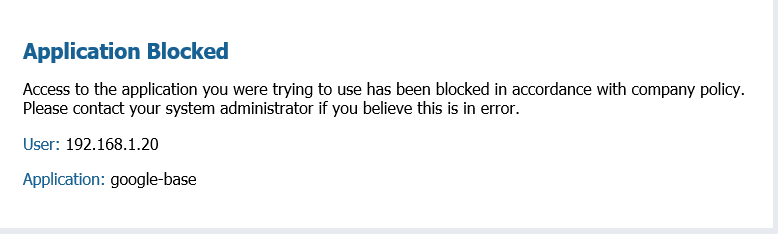 Application Blocked
Access to the application you were trying to use has been blocked in accordance with company policy.
Please contact your system administrator if you believe this is in error.
User: 192.168.1.20
Application: google-base